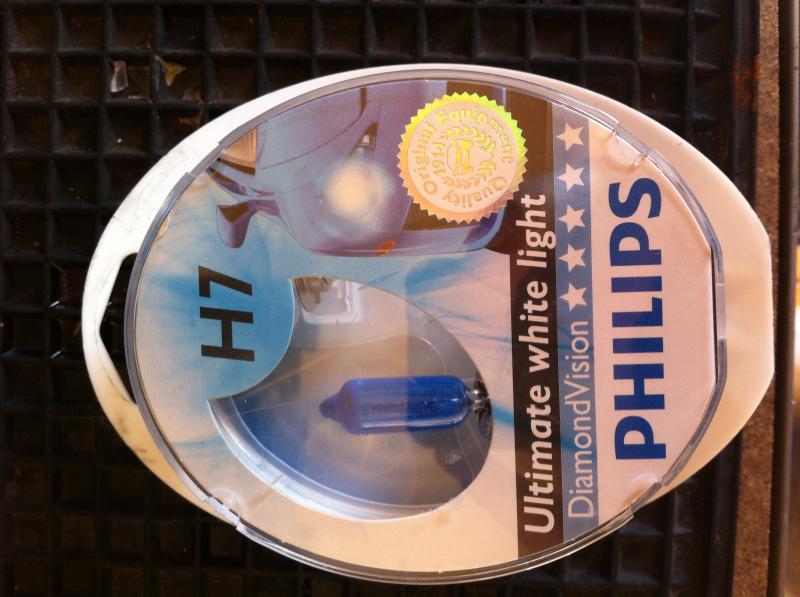 PHILIPS
DiamondVision
Ultimate white light
Original Equipment
Quality
H7